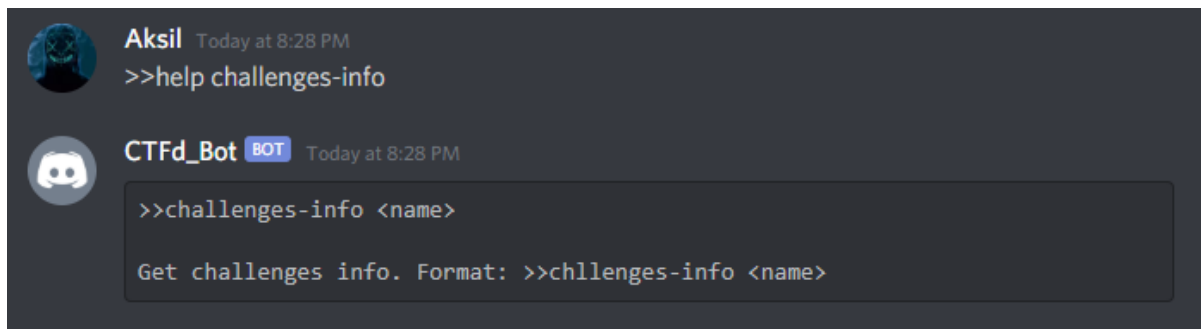 Aksil Today at 8:28 PM
>>help challenges-info
CTFd_Bot BOT Today at 8:28 PM
>>challenges-info <name>
Get challenges info. Format: >>chllenges-info <name>